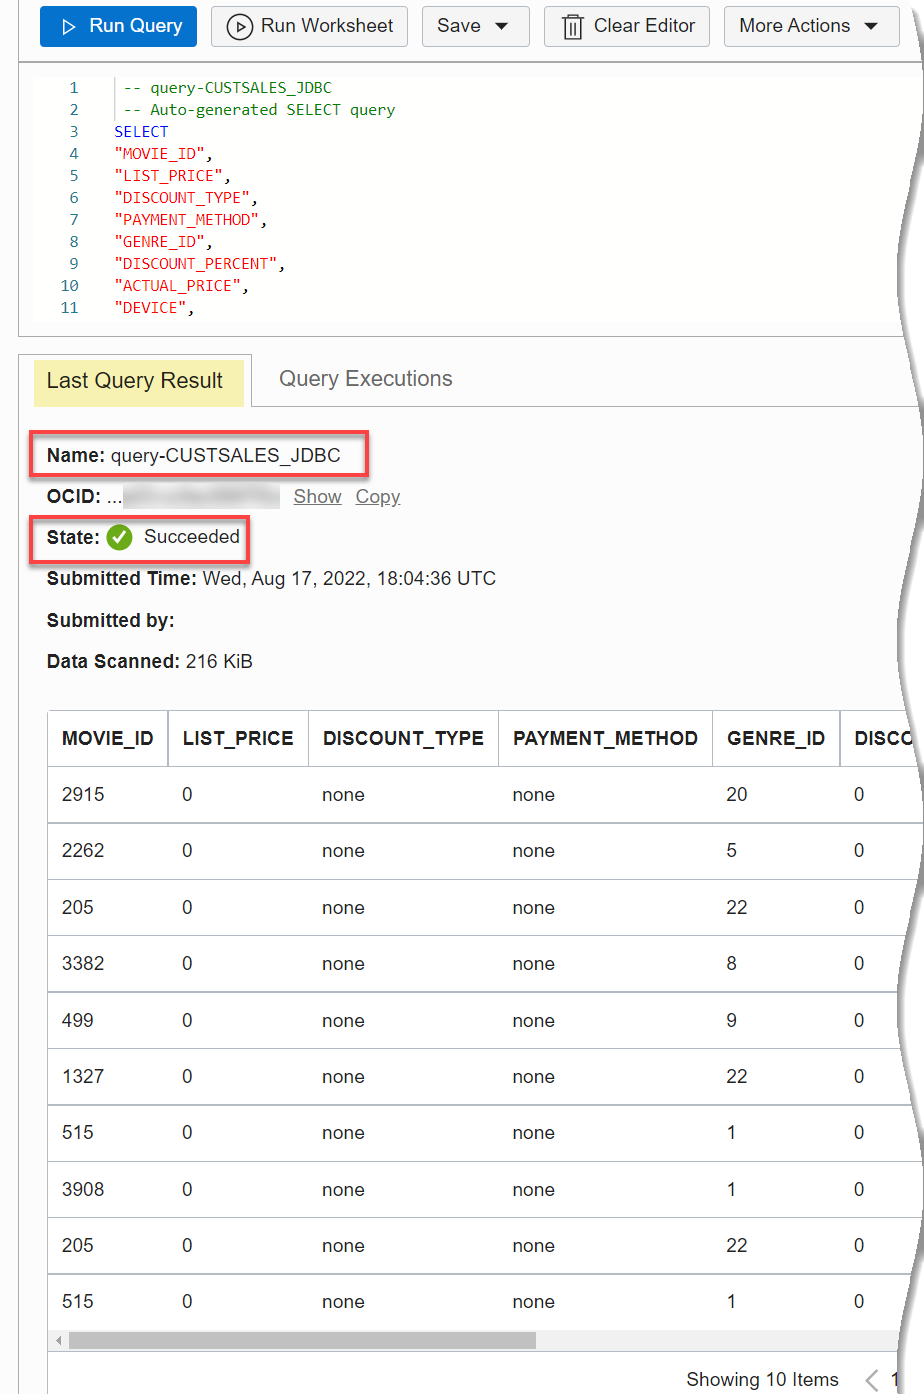 Run Query Run Worksheet Save Clear Editor More Actions
1 -- query-CUSTSALES_JDBC
2 -- Auto-generated SELECT query
3 SELECT
4 "MOVIE_ID",
5 "LIST_PRICE",
6 "DISCOUNT_TYPE",
7 "PAYMENT_METHOD",
8 "GENRE_ID",
9 "DISCOUNT_PERCENT",
10 "ACTUAL_PRICE",
11 "DEVICE",
Last Query Result Query Executions
Name: query-CUSTSALES_JDBC
OCID: ... Show Copy
State: Succeeded
Submitted Time: Wed, Aug 17, 2022, 18:04:36 UTC
Submitted by:
Data Scanned: 216 KiB
MOVIE_ID LIST_PRICE DISCOUNT_TYPE PAYMENT_METHOD GENRE_ID DISCO
2915 0 none none 20 0
2262 0 none none 5 0
205 0 none none 22 0
3382 0 none none 8 0
499 0 none none 9 0
1327 0 none none 22 0
515 0 none none 1 0
3908 0 none none 1 0
205 0 none none 22 0
515 0 none none 1 0
Showing 10 Items < 1